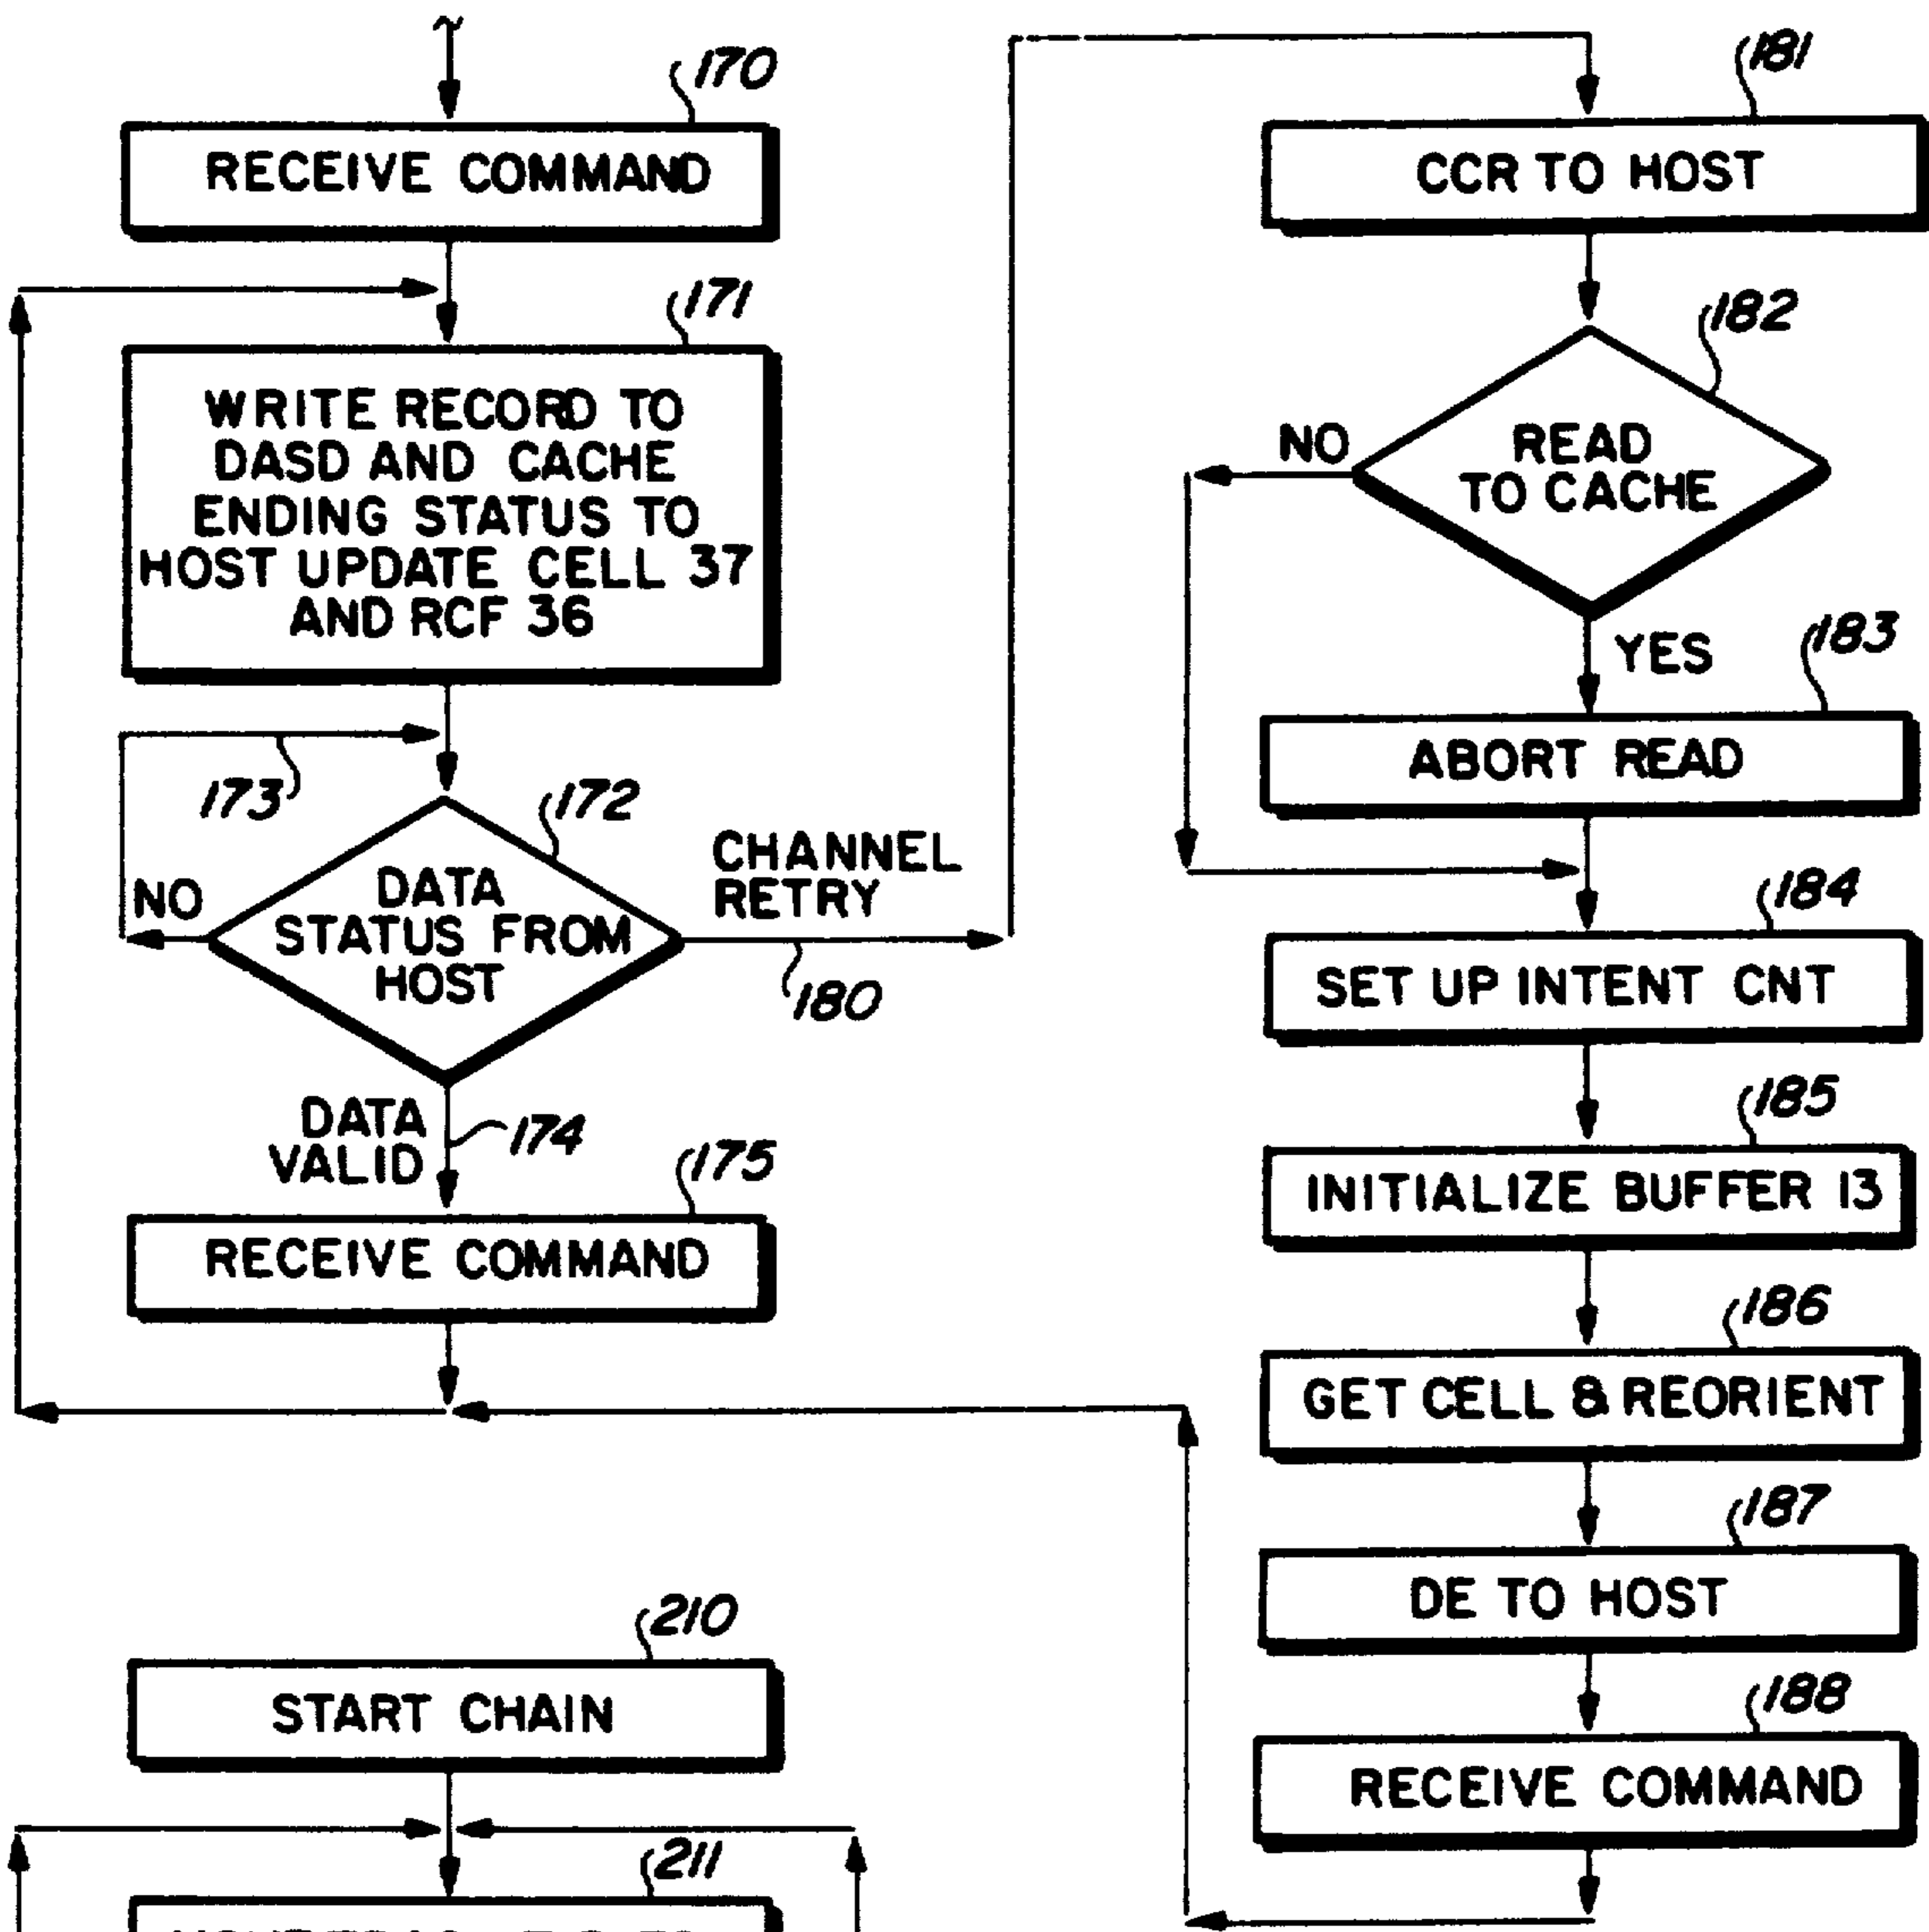 170
RECEIVE COMMAND
171
WRITE RECORD TO
DASD AND CACHE
ENDING STATUS TO
HOST UPDATE CELL 37
AND RCF 36
173
172
NO
DATA
STATUS FROM
HOST
CHANNEL
RETRY
180
DATA
VALID
174
175
RECEIVE COMMAND
181
CCR TO HOST
182
NO
READ
TO CACHE
YES
183
ABORT READ
184
SET UP INTENT CNT
185
INITIALIZE BUFFER 13
186
GET CELL & REORIENT
187
DE TO HOST
188
RECEIVE COMMAND
210
START CHAIN
211